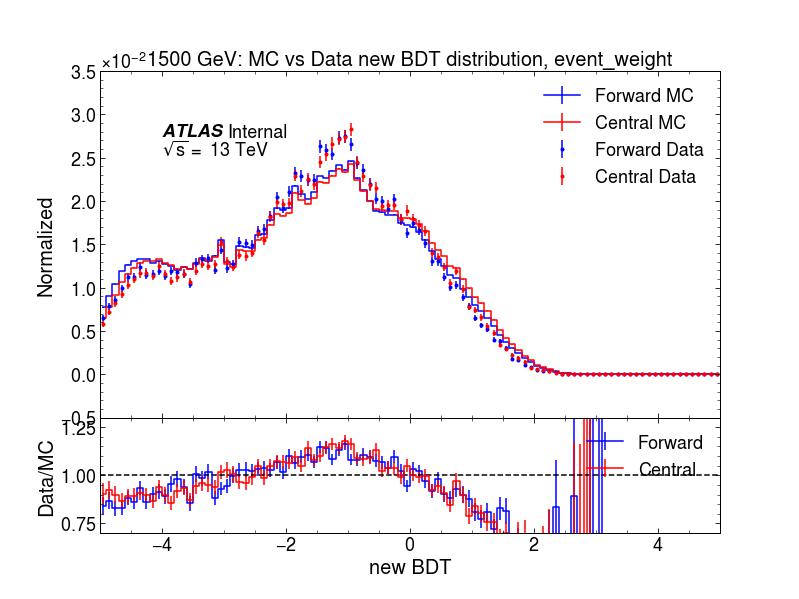 ×10⁻²1500 GeV: MC vs Data new BDT distribution, event_weight
3.5
3.0
2.5
2.0
1.5
1.0
0.5
0.0
0.5
Normalized
ATLAS Internal
√s = 13 TeV
Forward MC
Central MC
Forward Data
Central Data
1.25
1.00
0.75
Data/MC
Forward
Central
−4 −2 0 2 4
new BDT